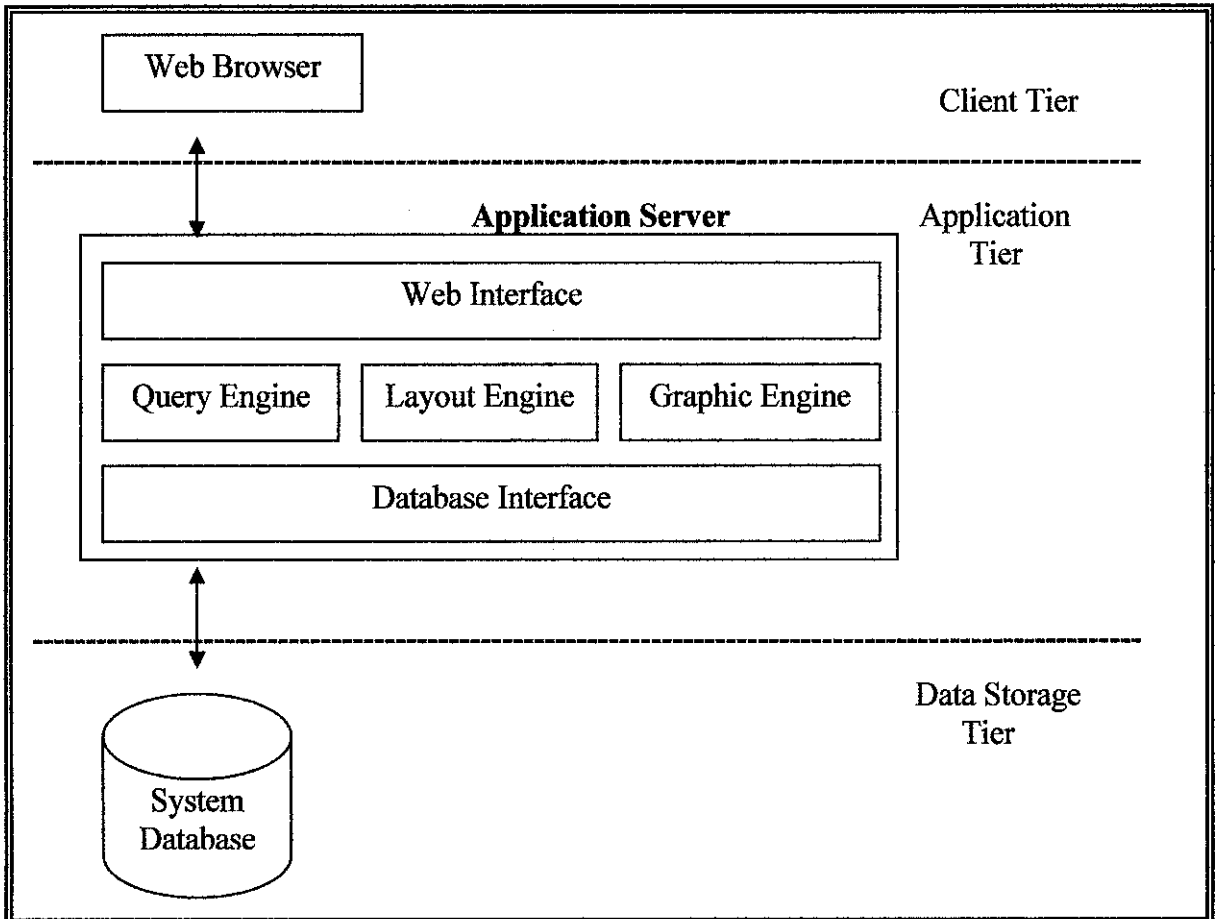 Web Browser
Client Tier
Application Server
Application
Tier
Web Interface
Query Engine
Layout Engine
Graphic Engine
Database Interface
Data Storage
Tier
System
Database